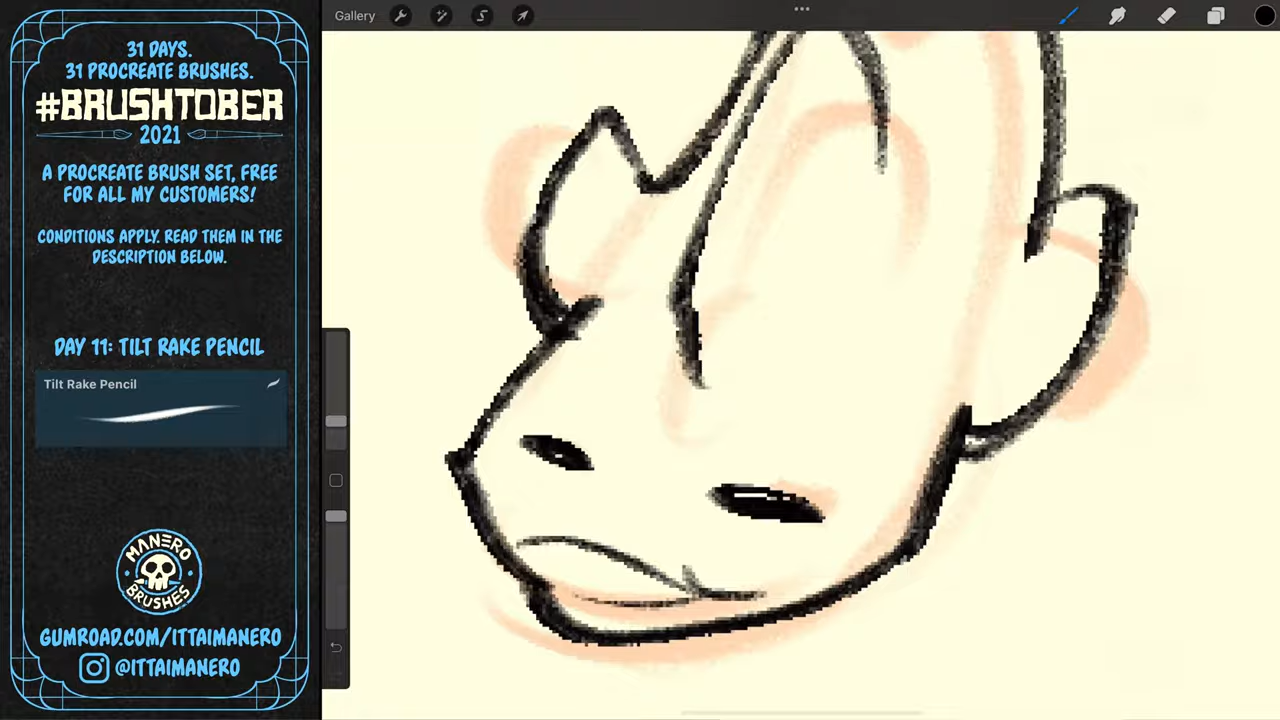 31 DAYS.
31 PROCREATE BRUSHES.
#BRUSHTOBER
2021
A PROCREATE BRUSH SET, FREE
FOR ALL MY CUSTOMERS!
CONDITIONS APPLY. READ THEM IN THE
DESCRIPTION BELOW.
DAY 11: TILT RAKE PENCIL
Tilt Rake Pencil
MANERO
BRUSHES
GUMROAD.COM/ITTAIMANERO
@ITTAIMANERO
Gallery